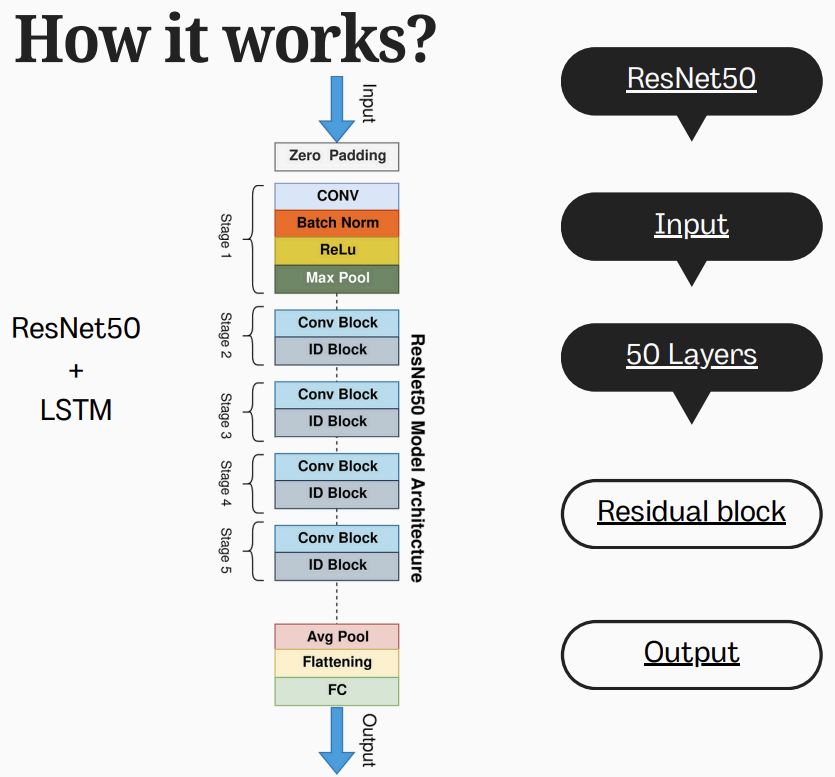 How it works?
ResNet50
+
LSTM
Input
Zero Padding
Stage 1
CONV
Batch Norm
ReLu
Max Pool
Stage 2
Conv Block
ID Block
Stage 3
Conv Block
ID Block
Stage 4
Conv Block
ID Block
Stage 5
Conv Block
ID Block
ResNet50 Model Architecture
Avg Pool
Flattening
FC
Output
ResNet50
Input
50 Layers
Residual block
Output